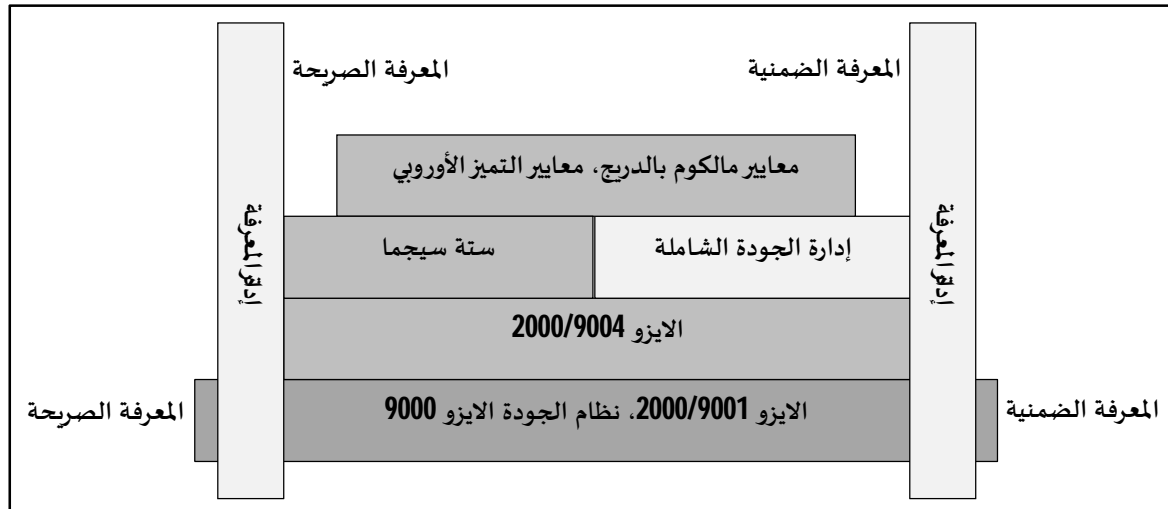 المعرفة الضمنية
المعرفة الصريحة
معايير مالكوم بالدريج، معايير التميز الأوروبي
إدارة المعرفة
إدارة المعرفة
إدارة الجودة الشاملة
ستة سيجما
الايزو 2000/9004
الايزو 2000/9001، نظام الجودة الايزو 9000
المعرفة الضمنية
المعرفة الصريحة